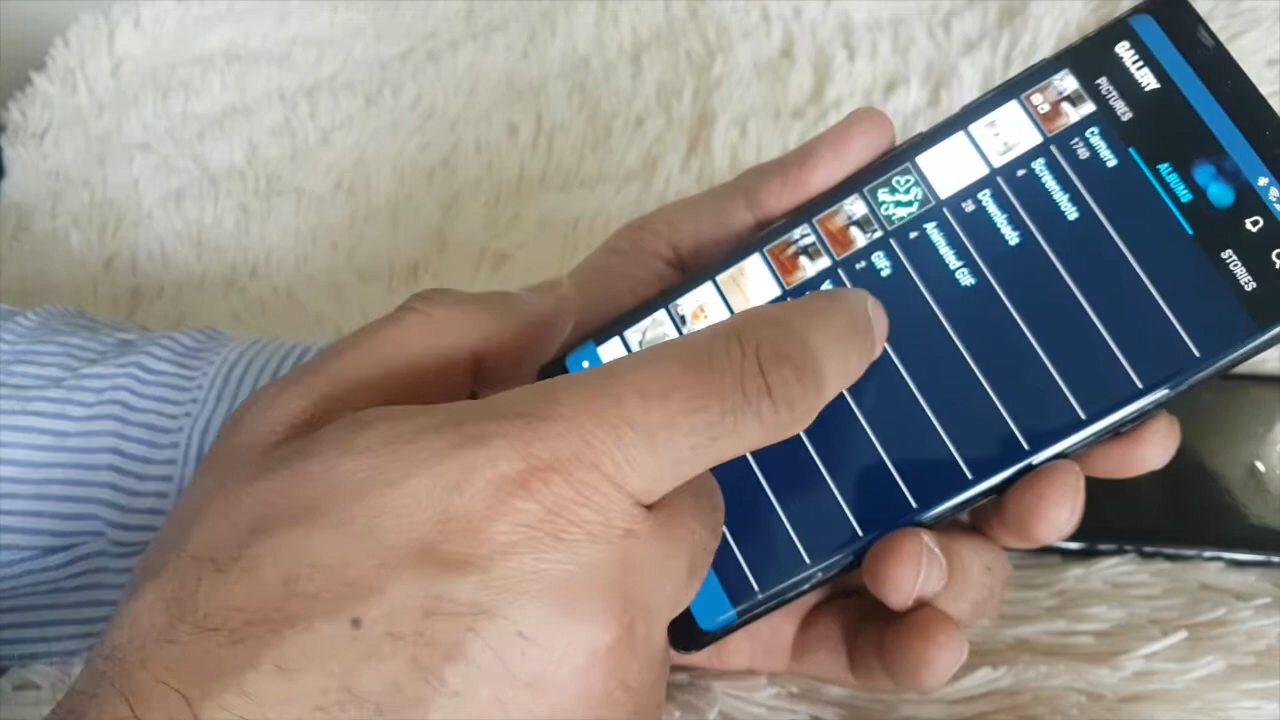 GALLERY
PICTURES
ALBUMS
STORIES
Camera
1740
Screenshots
4
Downloads
28
Animated GIF
4
GIFs
2